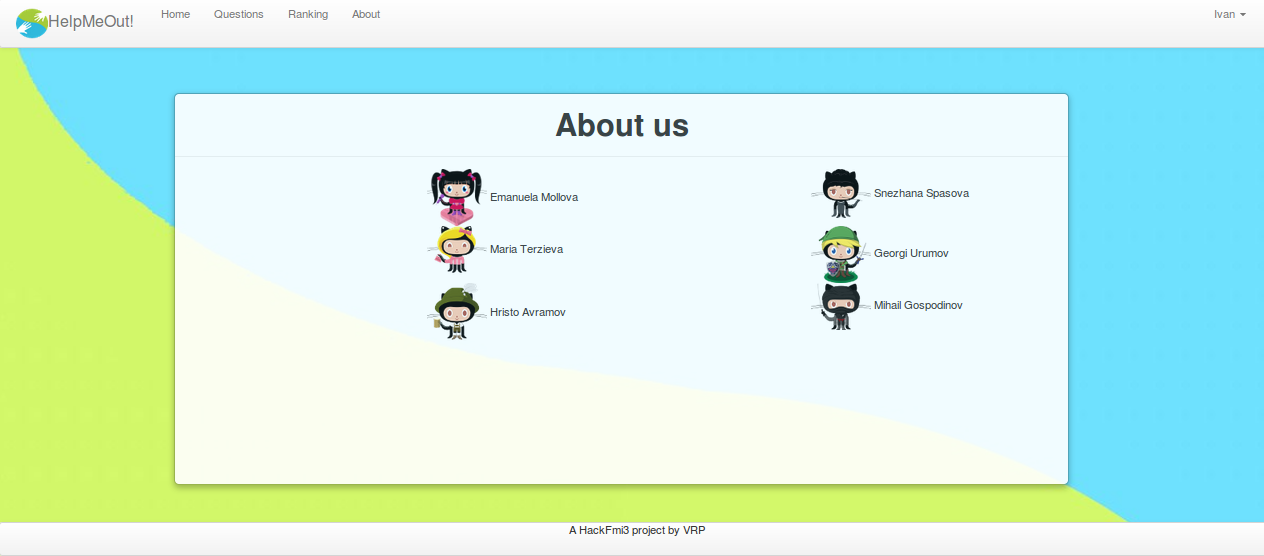 HelpMeOut! Home Questions Ranking About Ivan
About us
Emanuela Mollova Snezhana Spasova
Maria Terzieva Georgi Urumov
Hristo Avramov Mihail Gospodinov
A HackFmi3 project by VRP